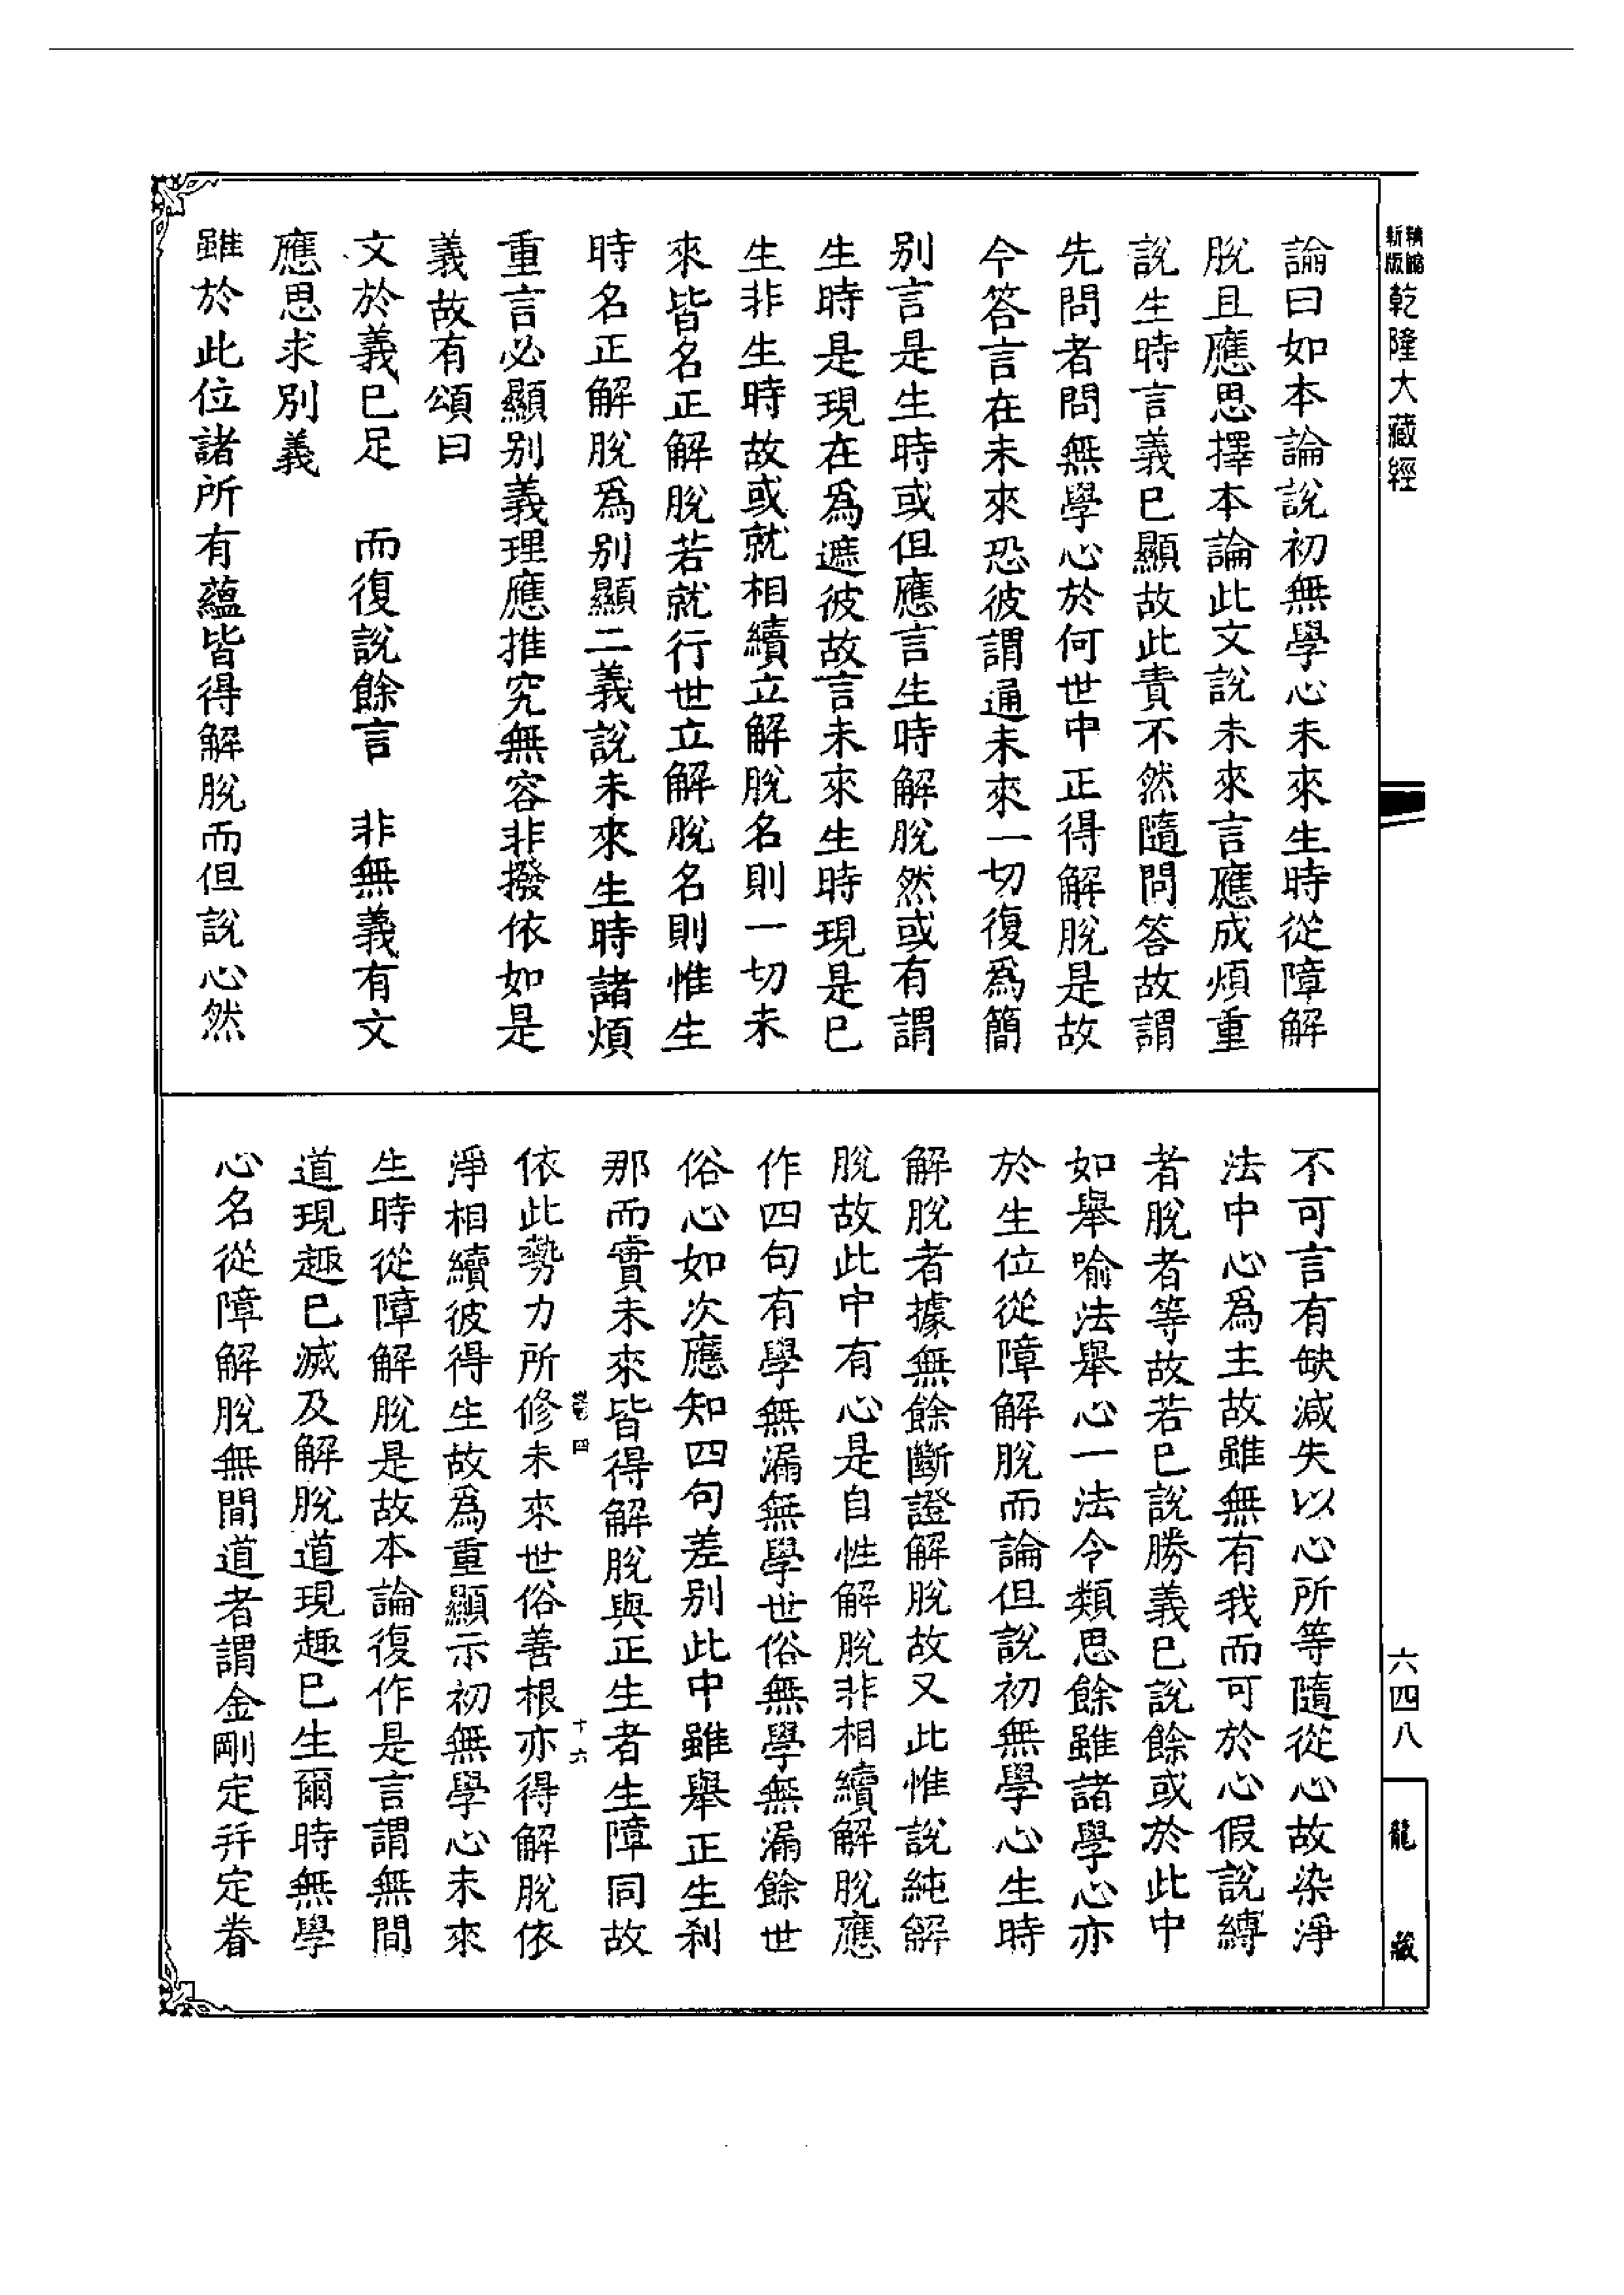 新版精縮乾隆大藏經
論曰如本論說初無學心未來生時從障解
脫且應思擇本論此文說未來言應成煩重
說生時言義巳顯故此責不然隨問答故謂
先問者問無學心於何世中正得解脫是故
今答言在未來恐彼謂通未來一切復爲簡
別言是生時或但應言生時解脫然或有謂
生時是現在爲遮彼故言未來生時現是巳
生非生時故或就相續立解脫名則一切未
來皆名正解脫若就行世立解脫名則惟生
時名正解脫爲別顯二義說未來生時諸煩
重言必顯別義理應推究無容非撥依如是
義故有頌曰
文於義巳足 而復說餘言 非無義有文
應思求別義
雖於此位諸所有蘊皆得解脫而但說心然
不可言有缺減失以心所等隨從心故染淨
法中心爲主故雖無有我而可於心假說縛
者脫者等故若巳說勝義巳說餘或於此中
如舉喻法舉心一法令類思餘雖諸學心亦
於生位從障解脫而論但說初無學心生時
解脫者據無餘斷證解脫故又此惟說純解
脫故此中有心是自性解脫非相續解脫應
作四句有學無漏無學世俗無學無漏餘世
俗心如次應知四句差別此中雖舉正生剎
那而實未來皆得解脫與正生者生障同故
四 十六
依此勢力所修未來世俗善根亦得解脫依
淨相續彼得生故爲重顯示初無學心未來
生時從障解脫是故本論復作是言謂無間
道現趣巳滅及解脫道現趣巳生爾時無學
心名從障解脫無間道者謂金剛定并定眷
六四八
龍藏